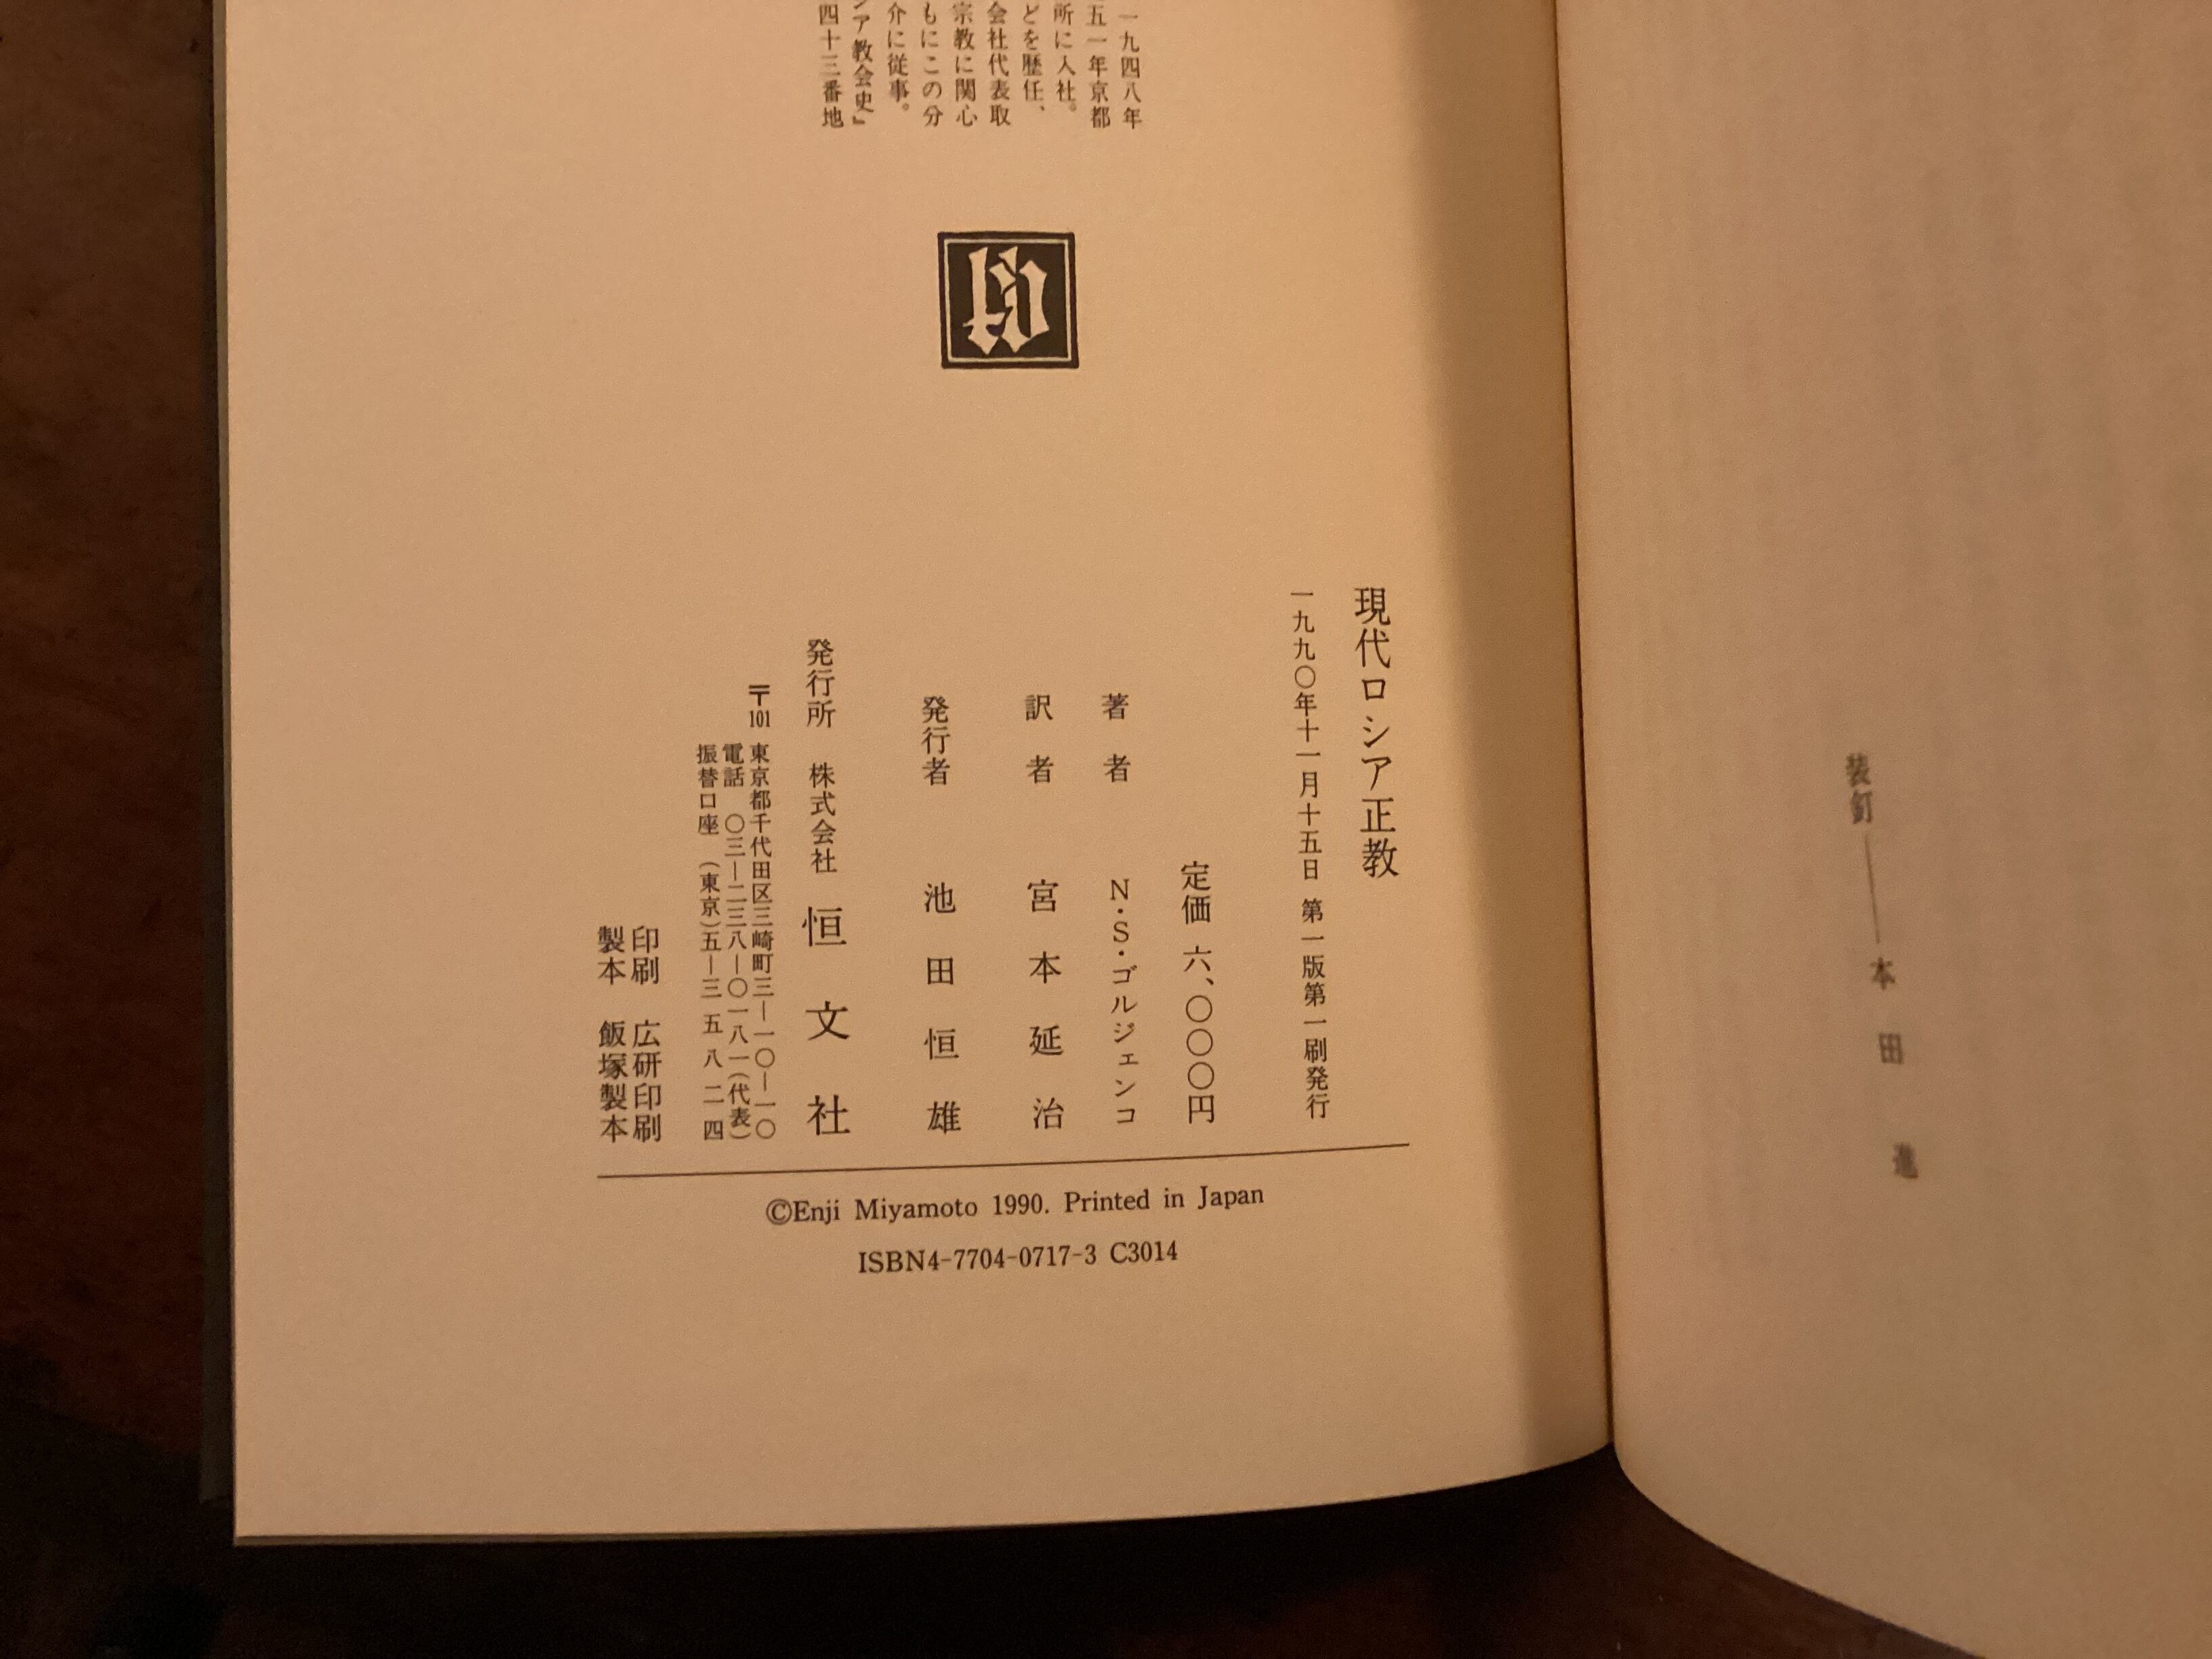 装釘――本田進
一九四八年
五一年京都
所に入社。
どを歴任、
会社代表取
宗教に関心
もにこの分
介に従事。
シア教会史』
四十三番地
現代ロシア正教
一九九〇年十一月十五日 第一版第一刷発行
定価 六、〇〇〇円
著者 N・S・ゴルジェンコ
訳者 宮本延治
発行者 池田恒雄
発行所 株式会社 恒文社
〒101 東京都千代田区三崎町三―一〇―一〇
電話 〇三―二三八―〇一八一(代表)
振替口座 (東京)五―三五八二四
印刷 広研印刷
製本 飯塚製本
©Enji Miyamoto 1990. Printed in Japan
ISBN4-7704-0717-3 C3014